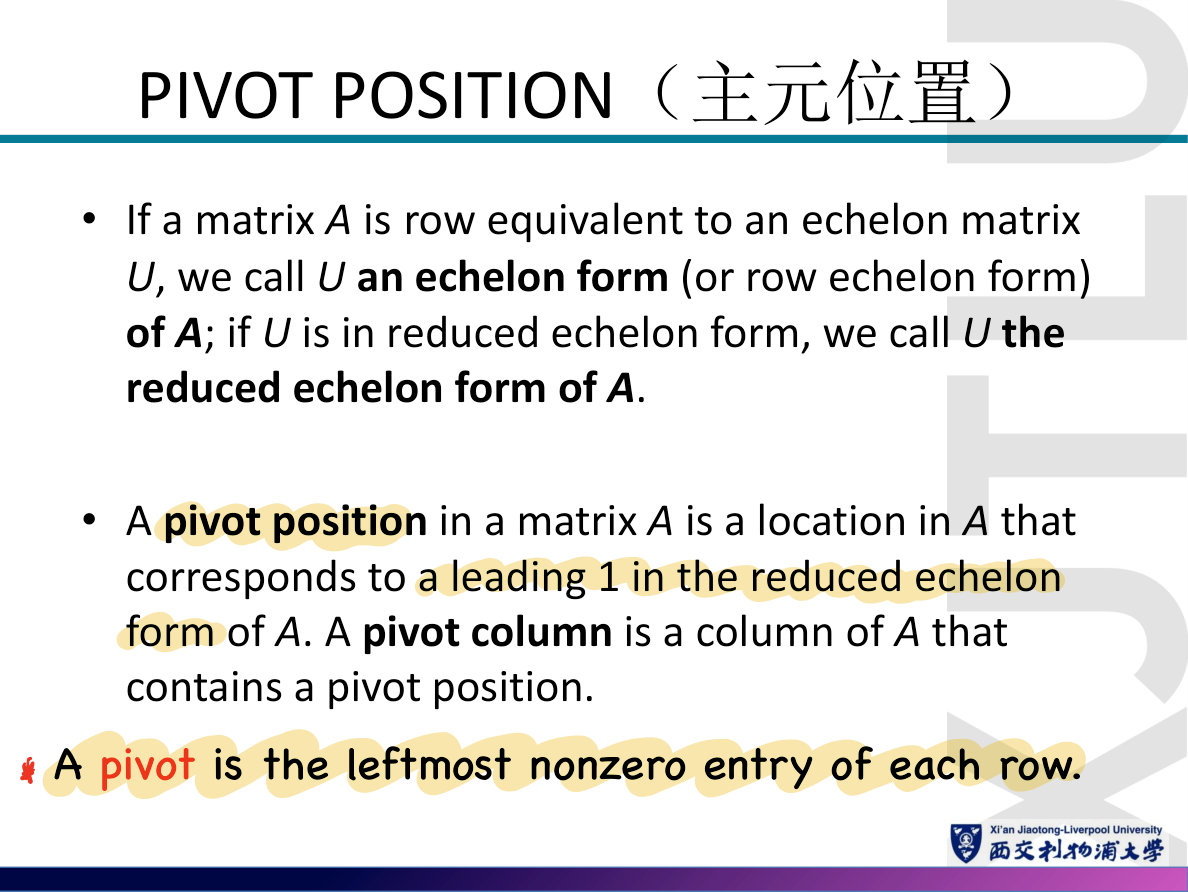 PIVOT POSITION（主元位置）
• If a matrix A is row equivalent to an echelon matrix
U, we call U an echelon form (or row echelon form)
of A; if U is in reduced echelon form, we call U the
reduced echelon form of A.
• A pivot position in a matrix A is a location in A that
corresponds to a leading 1 in the reduced echelon
form of A. A pivot column is a column of A that
contains a pivot position.
* A pivot is the leftmost nonzero entry of each row.
XJTLU
Xi'an Jiaotong-Liverpool University
西交利物浦大学